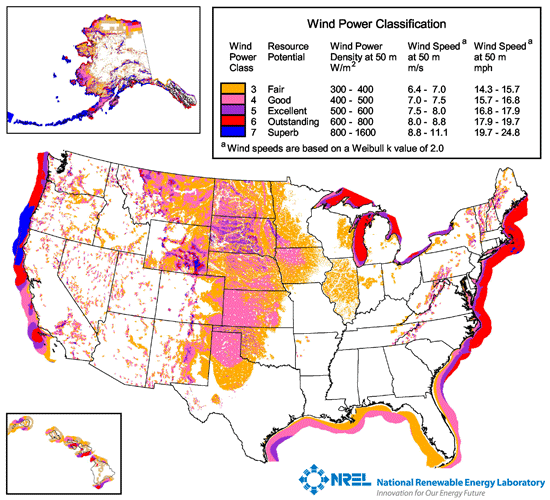 Wind Power Classification
Wind Power Class Resource Potential Wind Power Density at 50 m W/m² Wind Speed a at 50 m m/s Wind Speed a at 50 m mph
3 Fair 300 - 400 6.4 - 7.0 14.3 - 15.7
4 Good 400 - 500 7.0 - 7.5 15.7 - 16.8
5 Excellent 500 - 600 7.5 - 8.0 16.8 - 17.9
6 Outstanding 600 - 800 8.0 - 8.8 17.9 - 19.7
7 Superb 800 - 1600 8.8 - 11.1 19.7 - 24.8
a Wind speeds are based on a Weibull k value of 2.0
NREL National Renewable Energy Laboratory
Innovation for Our Energy Future